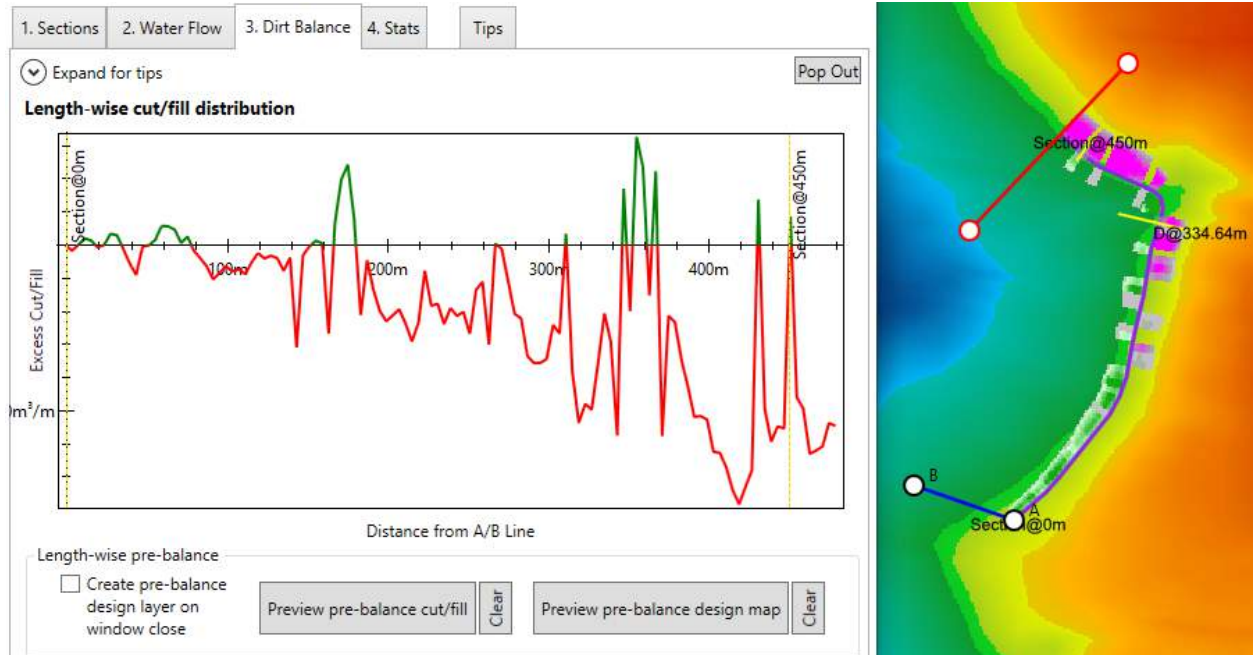 1. Sections 2. Water Flow 3. Dirt Balance 4. Stats Tips
Expand for tips
Pop Out
Length-wise cut/fill distribution
Excess Cut/Fill
0m³/m
Section@0m
100m
200m
300m
400m
Section@450m
Distance from A/B Line
Length-wise pre-balance
Create pre-balance
design layer on
window close
Preview pre-balance cut/fill
Clear
Preview pre-balance design map
Clear
Section@450m
D@334.64m
B
A
Section@0m